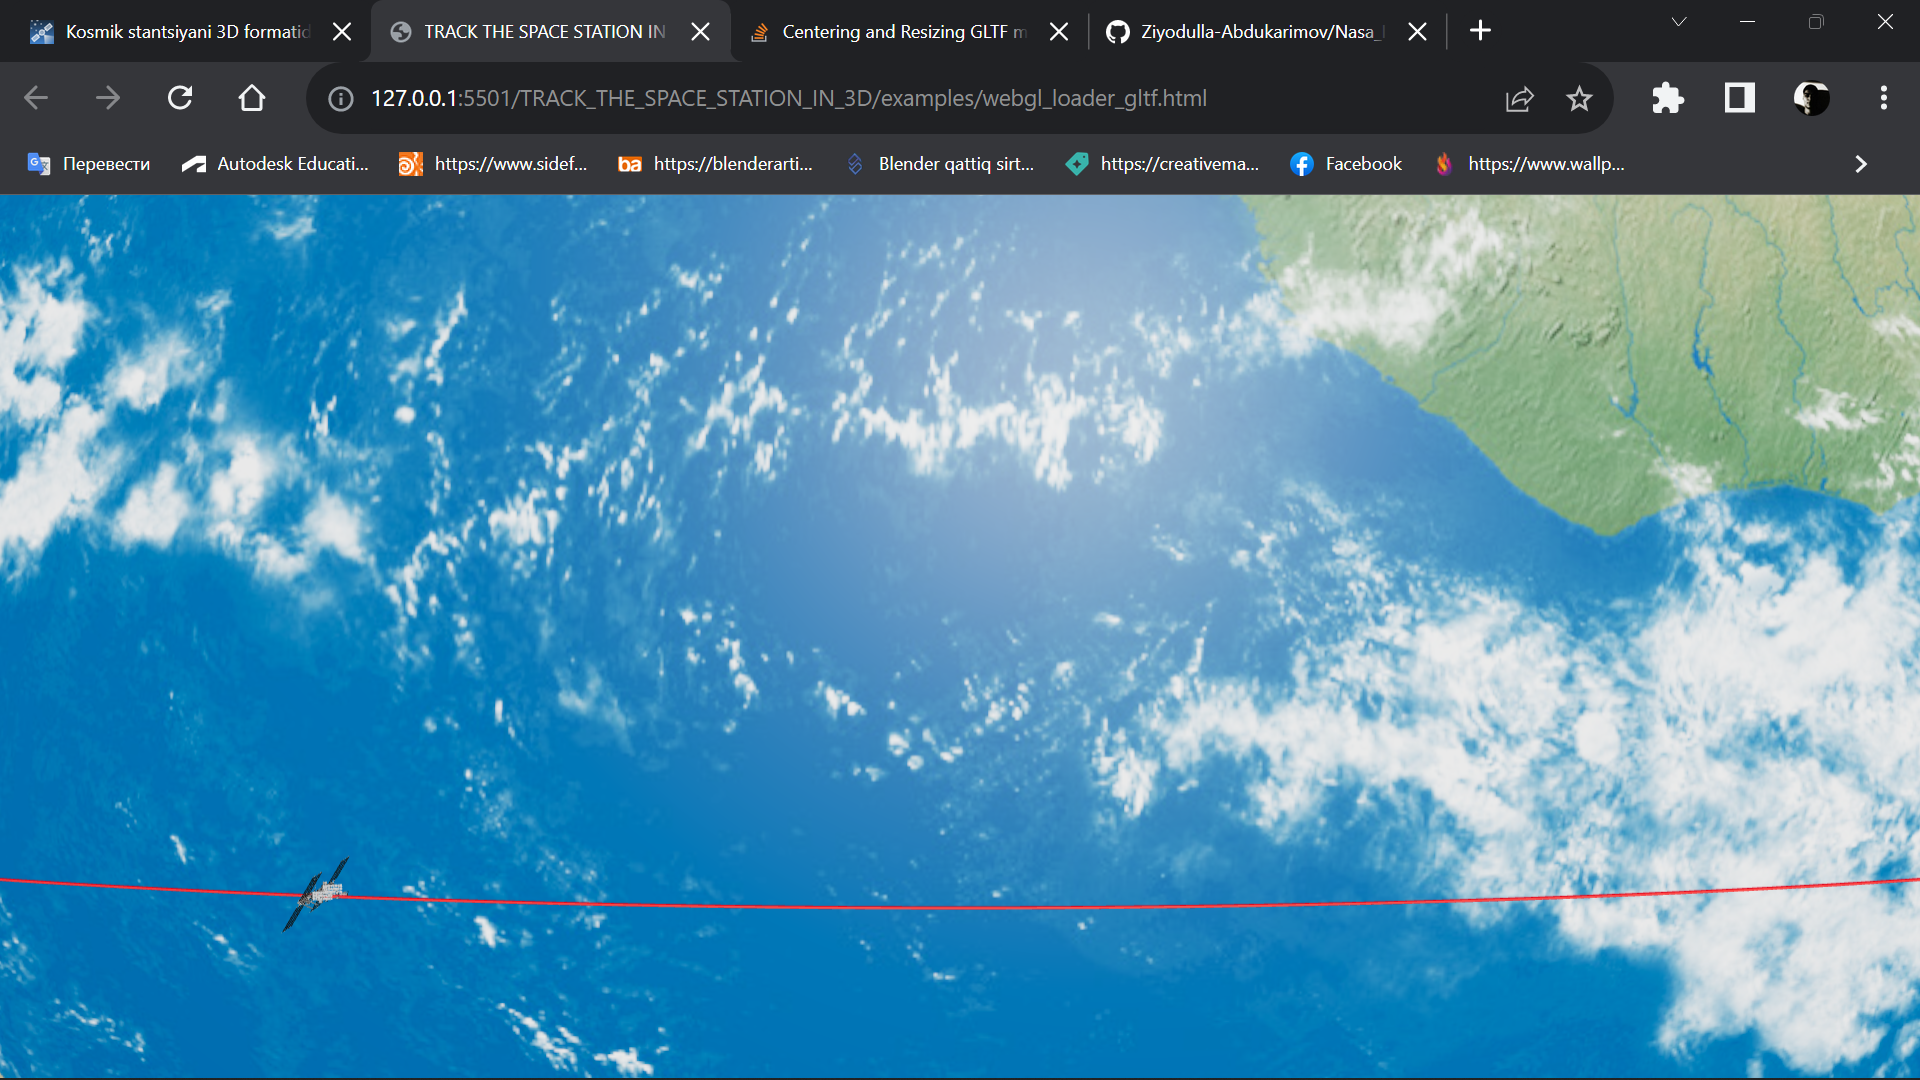 Kosmik stantsiyani 3D formatid
TRACK THE SPACE STATION IN
Centering and Resizing GLTF m
Ziyodulla-Abdukarimov/Nasa_
127.0.0.1:5501/TRACK_THE_SPACE_STATION_IN_3D/examples/webgl_loader_gltf.html
Перевести
Autodesk Educati...
https://www.sidef...
ba
https://blenderarti...
Blender qattiq sirt...
https://creativema...
Facebook
https://www.wallp...